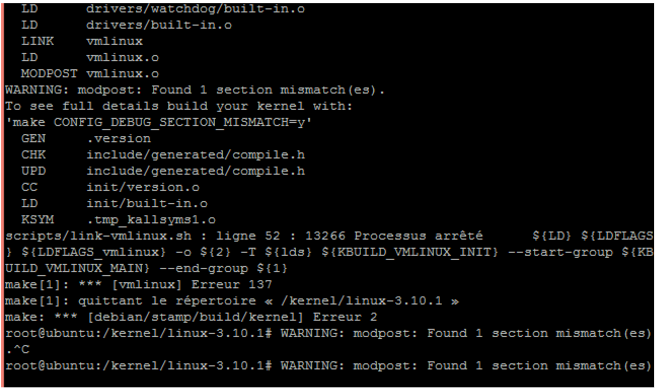 LD drivers/watchdog/built-in.o
LD drivers/built-in.o
LINK vmlinux
LD vmlinux.o
MODPOST vmlinux.o
WARNING: modpost: Found 1 section mismatch(es).
To see full details build your kernel with:
'make CONFIG_DEBUG_SECTION_MISMATCH=y'
GEN .version
CHK include/generated/compile.h
UPD include/generated/compile.h
CC init/version.o
LD init/built-in.o
KSYM .tmp_kallsyms1.o
scripts/link-vmlinux.sh : ligne 52 : 13266 Processus arrêté ${LD} ${LDFLAGS
} ${LDFLAGS_vmlinux} -o ${2} -T ${lds} ${KBUILD_VMLINUX_INIT} --start-group ${KB
UILD_VMLINUX_MAIN} --end-group ${1}
make[1]: *** [vmlinux] Erreur 137
make[1]: quittant le répertoire « /kernel/linux-3.10.1 »
make: *** [debian/stamp/build/kernel] Erreur 2
root@ubuntu:/kernel/linux-3.10.1# WARNING: modpost: Found 1 section mismatch(es)
.^C
root@ubuntu:/kernel/linux-3.10.1# WARNING: modpost: Found 1 section mismatch(es)